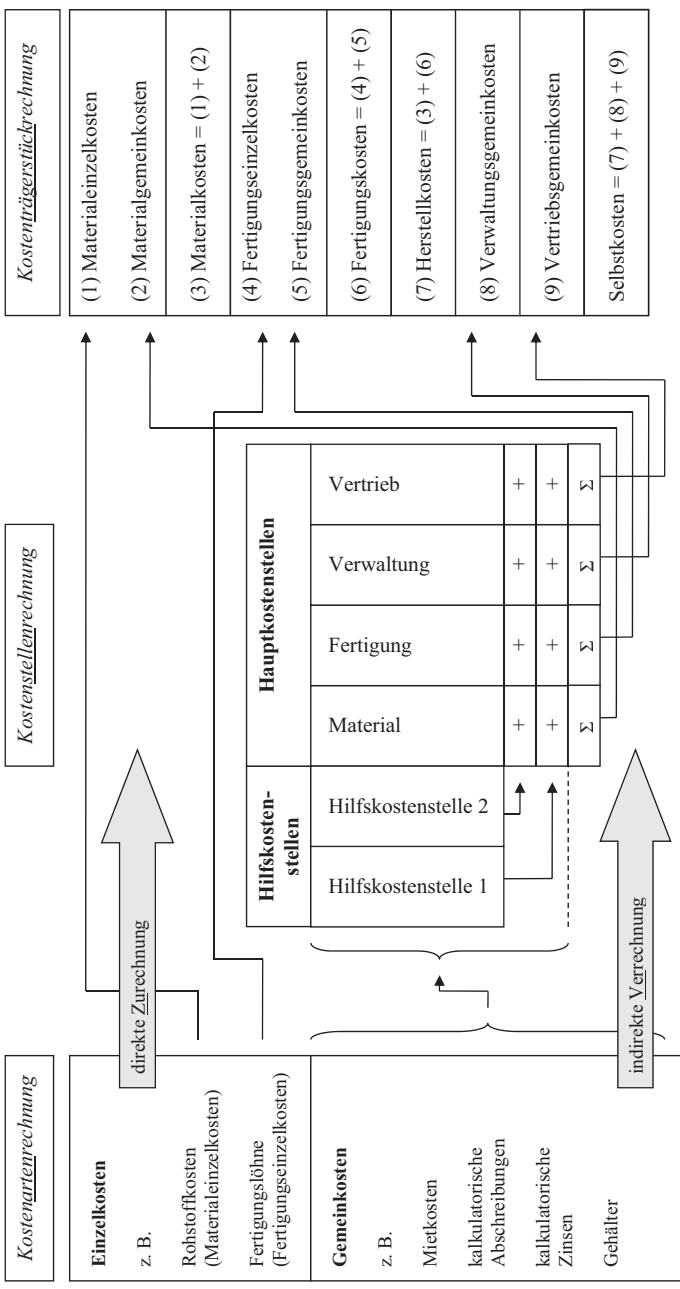 Kostenartenrechnung
Einzelkosten
z. B.
Rohstoffkosten
(Materialeinzelkosten)
Fertigungslöhne
(Fertigungseinzelkosten)
Gemeinkosten
z. B.
Mietkosten
kalkulatorische
Abschreibungen
kalkulatorische
Zinsen
Gehälter
direkte Zurechnung
indirekte Verrechnung
Kostenstellenrechnung
Hilfskosten-
stellen
Hauptkostenstellen
Hilfskostenstelle 1
Hilfskostenstelle 2
Material
Fertigung
Verwaltung
Vertrieb
+ + + +
+ + + +
Σ Σ Σ Σ
Kostenträgerstückrechnung
(1) Materialeinzelkosten
(2) Materialgemeinkosten
(3) Materialkosten = (1) + (2)
(4) Fertigungseinzelkosten
(5) Fertigungsgemeinkosten
(6) Fertigungskosten = (4) + (5)
(7) Herstellkosten = (3) + (6)
(8) Verwaltungsgemeinkosten
(9) Vertriebsgemeinkosten
Selbstkosten = (7) + (8) + (9)